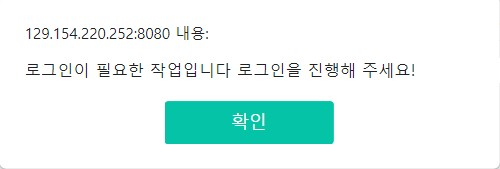 129.154.220.252:8080 내용:
로그인이 필요한 작업입니다 로그인을 진행해 주세요!
확인